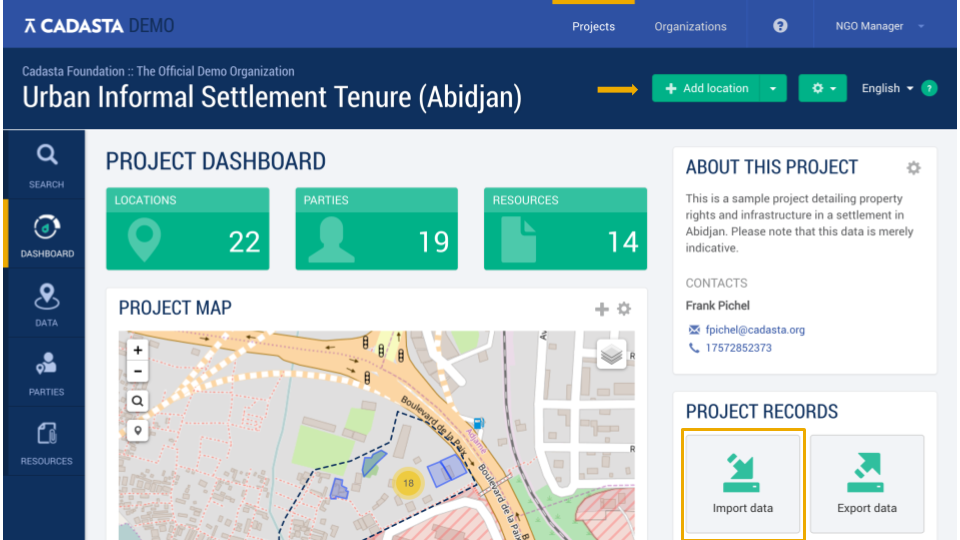 CADASTA DEMO
Projects
Organizations
?
NGO Manager
Cadasta Foundation :: The Official Demo Organization
Urban Informal Settlement Tenure (Abidjan)
+ Add location
English
?
SEARCH
DASHBOARD
DATA
PARTIES
RESOURCES
PROJECT DASHBOARD
LOCATIONS
22
PARTIES
19
RESOURCES
14
PROJECT MAP
+
-
Boulevard de la Paix
Adjamé
18
Boulevard de la Paix
Av
R
R
ABOUT THIS PROJECT
This is a sample project detailing property
rights and infrastructure in a settlement in
Abidjan. Please note that this data is merely
indicative.
CONTACTS
Frank Pichel
fpichel@cadasta.org
17572852373
PROJECT RECORDS
Import data
Export data